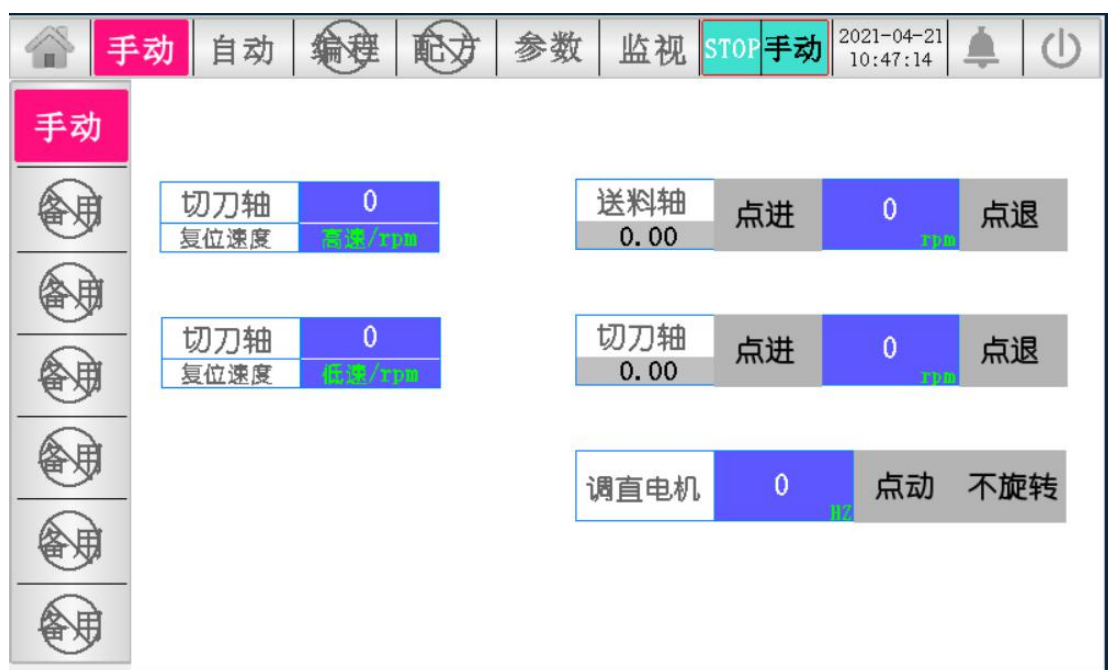 手动
自动
编程
配方
参数
监视
STOP 手动
2021-04-21
10:47:14
手动
备用
备用
备用
备用
备用
备用
切刀轴 0
复位速度 高速/rpm
切刀轴 0
复位速度 低速/rpm
送料轴
0.00
点进
0
rpm
点退
切刀轴
0.00
点进
0
rpm
点退
调直电机
0
HZ
点动
不旋转